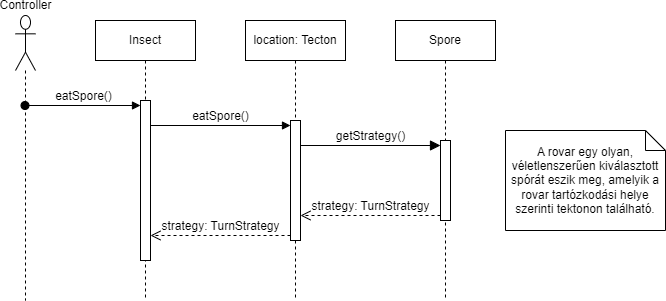 Controller
Insect
location: Tecton
Spore
eatSpore()
eatSpore()
getStrategy()
A rovar egy olyan,
véletlenszerűen kiválasztott
spórát eszik meg, amelyik a
rovar tartózkodási helye
szerinti tektonon található.
strategy: TurnStrategy
strategy: TurnStrategy